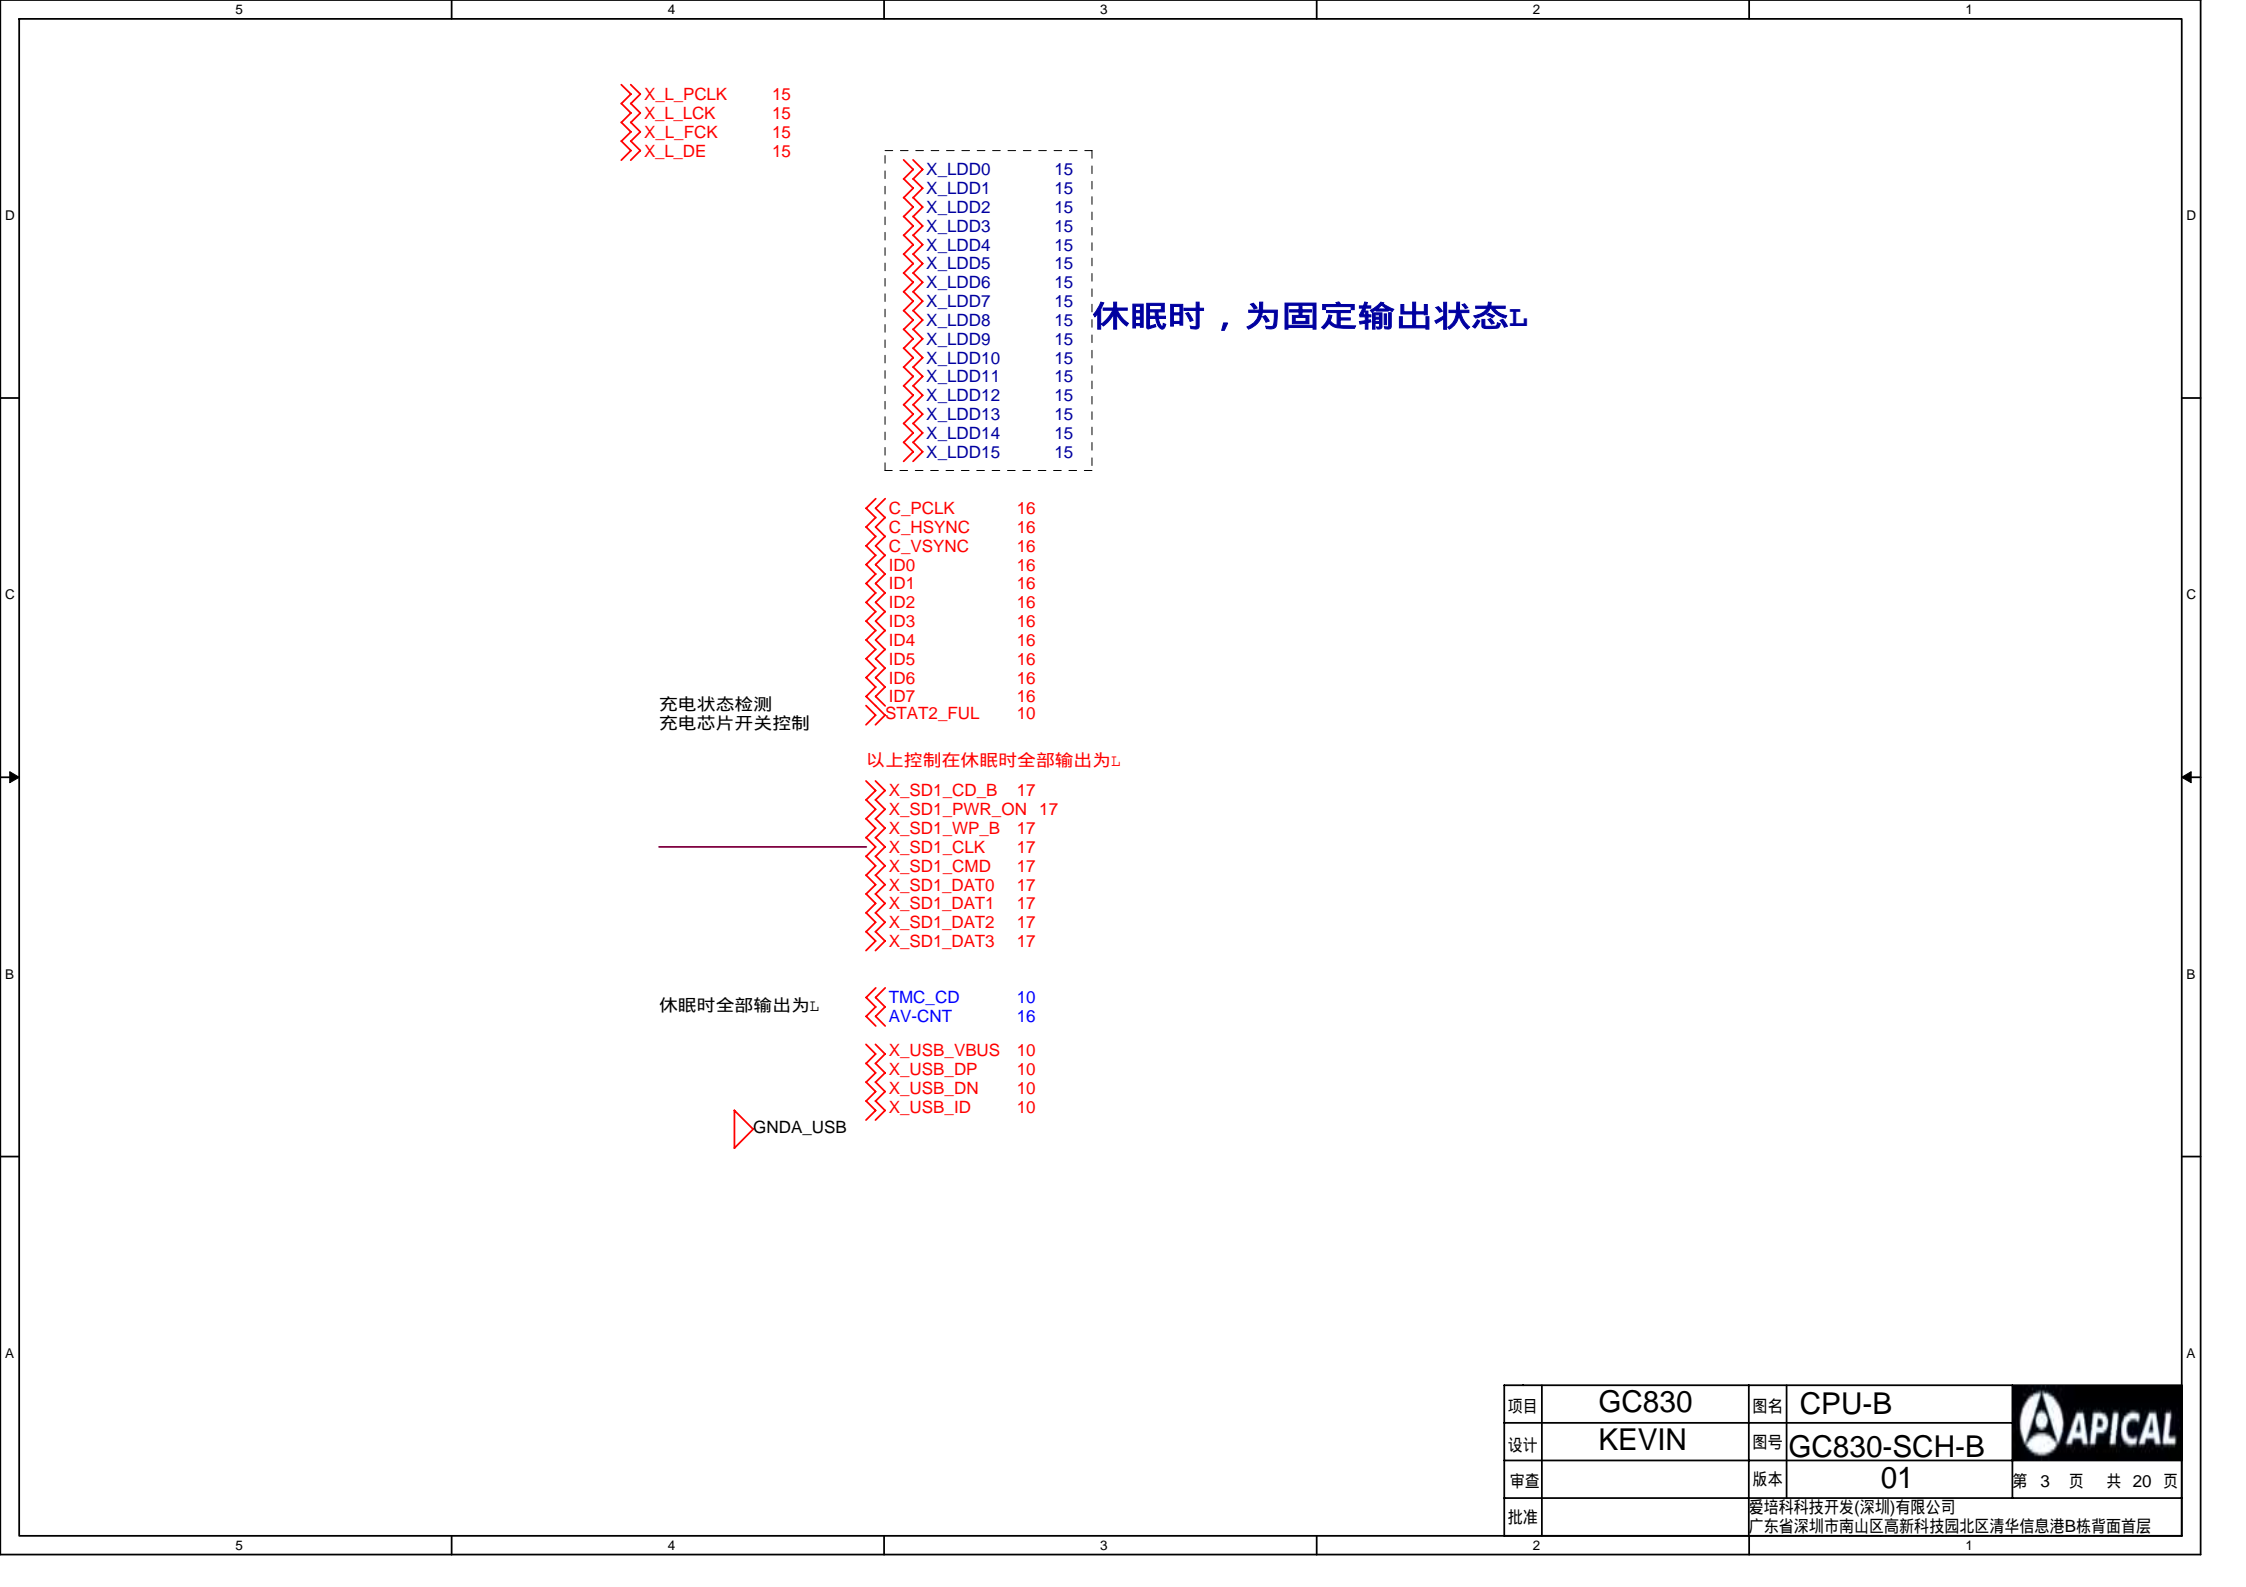 5 4 3 2 1
X_L_PCLK 15
X_L_LCK 15
X_L_FCK 15
X_L_DE 15
X_LDD0 15
X_LDD1 15
X_LDD2 15
D D
X_LDD3 15
X_LDD4 15
X_LDD5 15
X_LDD6 15
X_LDD7 15
X_LDD8 15
休眠时，为固定输出状态L
X_LDD9 15
X_LDD10 15
X_LDD11 15
X_LDD12 15
X_LDD13 15
X_LDD14 15
X_LDD15 15
C_PCLK 16
C_HSYNC 16
C_VSYNC 16
ID0 16
ID1 16
C C
ID2 16
ID3 16
ID4 16
ID5 16
ID6 16
ID7 16
充电状态检测
STAT2_FUL 10
充电芯片开关控制
以上控制在休眠时全部输出为L
X_SD1_CD_B 17
X_SD1_PWR_ON 17
X_SD1_WP_B 17
X_SD1_CLK 17
X_SD1_CMD 17
X_SD1_DAT0 17
X_SD1_DAT1 17
X_SD1_DAT2 17
X_SD1_DAT3 17
B B
TMC_CD 10
休眠时全部输出为L
AV-CNT 16
X_USB_VBUS 10
X_USB_DP 10
X_USB_DN 10
X_USB_ID 10
GNDA_USB
A A
项目 GC830 图名 CPU-B
APICAL
设计 KEVIN 图号 GC830-SCH-B
审查 版本 01 第 3 页 共 20 页
批准 爱培科科技开发(深圳)有限公司
广东省深圳市南山区高新科技园北区清华信息港B栋背面首层
5 4 3 2 1